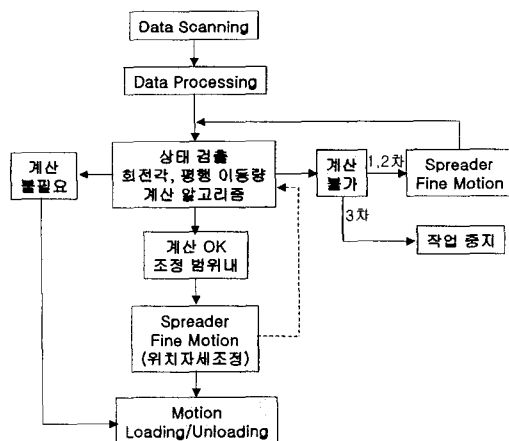 Data Scanning
Data Processing
상태 검출
회전각, 평행 이동량
계산 알고리즘
계산
불필요
계산
불가
1,2차
Spreader
Fine Motion
3차
작업 중지
계산 OK
조정 범위내
Spreader
Fine Motion
(위치자세조정)
Motion
Loading/Unloading